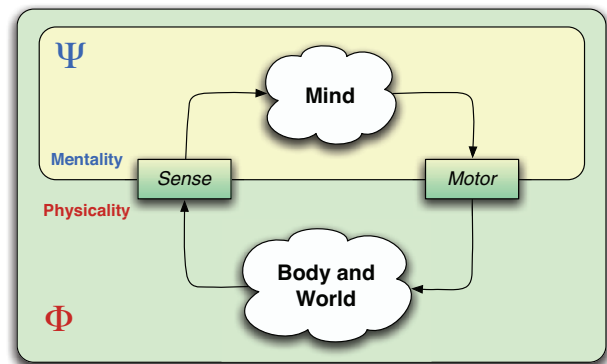 Ψ
Mind
Mentality
Sense
Motor
Physicality
Body and
World
Φ